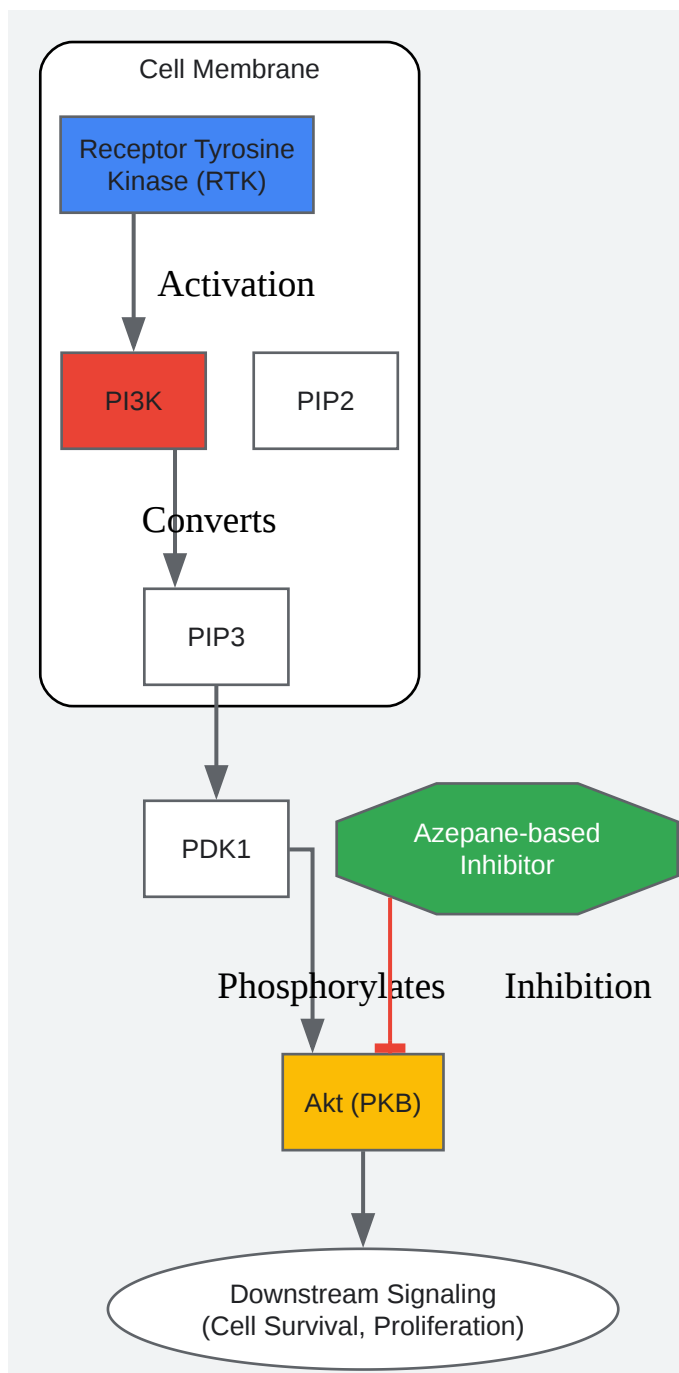 Cell Membrane
Receptor Tyrosine
Kinase (RTK)
Activation
PI3K
PIP2
Converts
PIP3
PDK1
Azepane-based
Inhibitor
Phosphorylates
Inhibition
Akt (PKB)
Downstream Signaling
(Cell Survival, Proliferation)